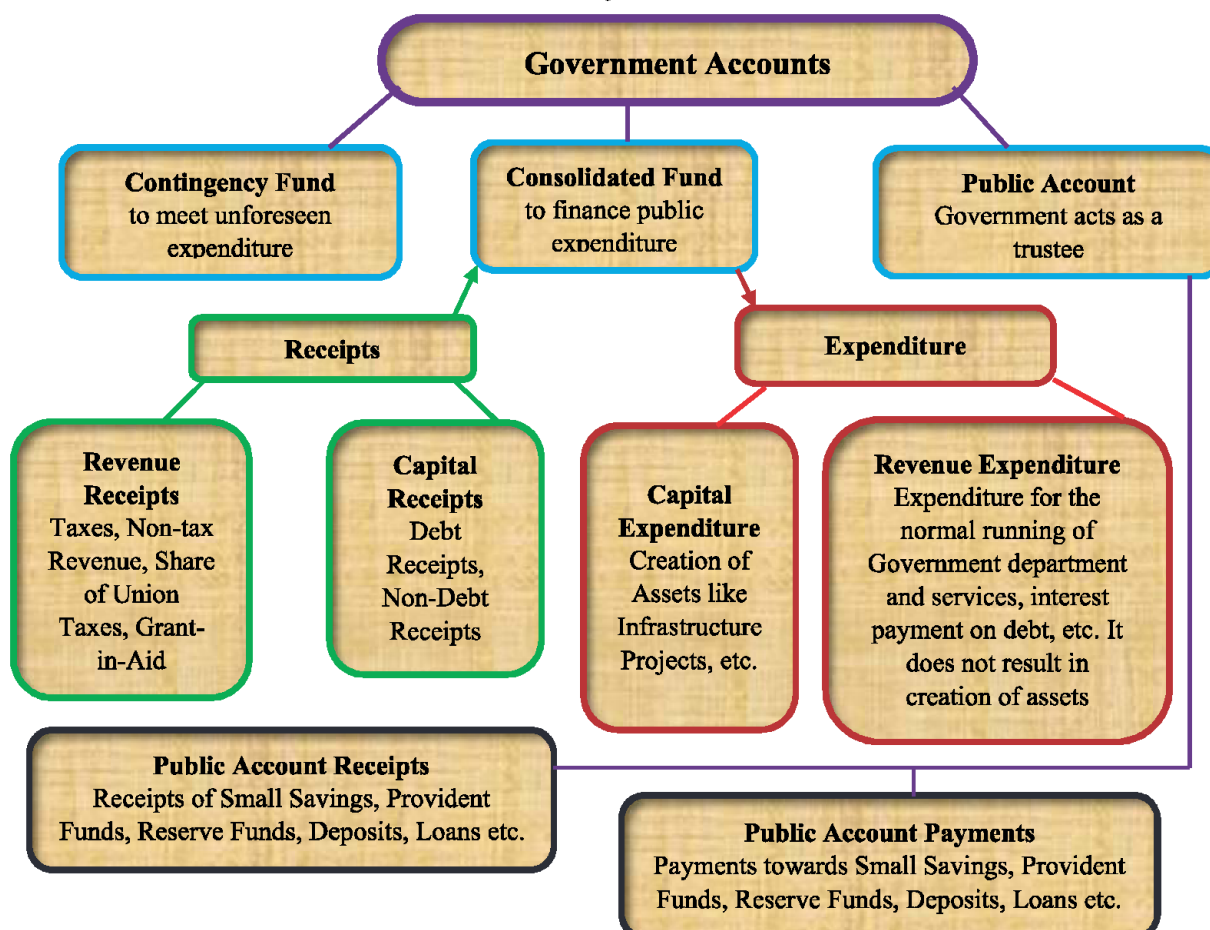 Government Accounts
Contingency Fund
to meet unforeseen
expenditure
Consolidated Fund
to finance public
expenditure
Public Account
Government acts as a
trustee
Receipts
Expenditure
Revenue
Receipts
Taxes, Non-tax
Revenue, Share
of Union
Taxes, Grant-
in-Aid
Capital
Receipts
Debt
Receipts,
Non-Debt
Receipts
Capital
Expenditure
Creation of
Assets like
Infrastructure
Projects, etc.
Revenue Expenditure
Expenditure for the
normal running of
Government department
and services, interest
payment on debt, etc. It
does not result in
creation of assets
Public Account Receipts
Receipts of Small Savings, Provident
Funds, Reserve Funds, Deposits, Loans etc.
Public Account Payments
Payments towards Small Savings, Provident
Funds, Reserve Funds, Deposits, Loans etc.